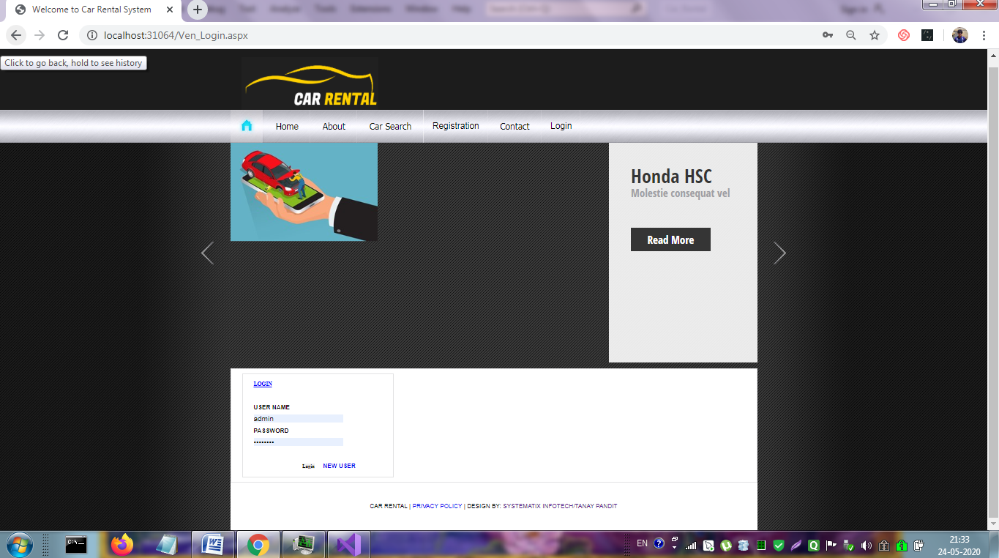 Welcome to Car Rental System
localhost:31064/Ven_Login.aspx
Click to go back, hold to see history
CAR RENTAL
Home About Car Search Registration Contact Login
Honda HSC
Molestie consequat vel
Read More
LOGIN
USER NAME
admin
PASSWORD
••••••••
Login NEW USER
CAR RENTAL | PRIVACY POLICY | DESIGN BY: SYSTEMATIX INFOTECH/TANAY PANDIT
EN 21:33
24-05-2020